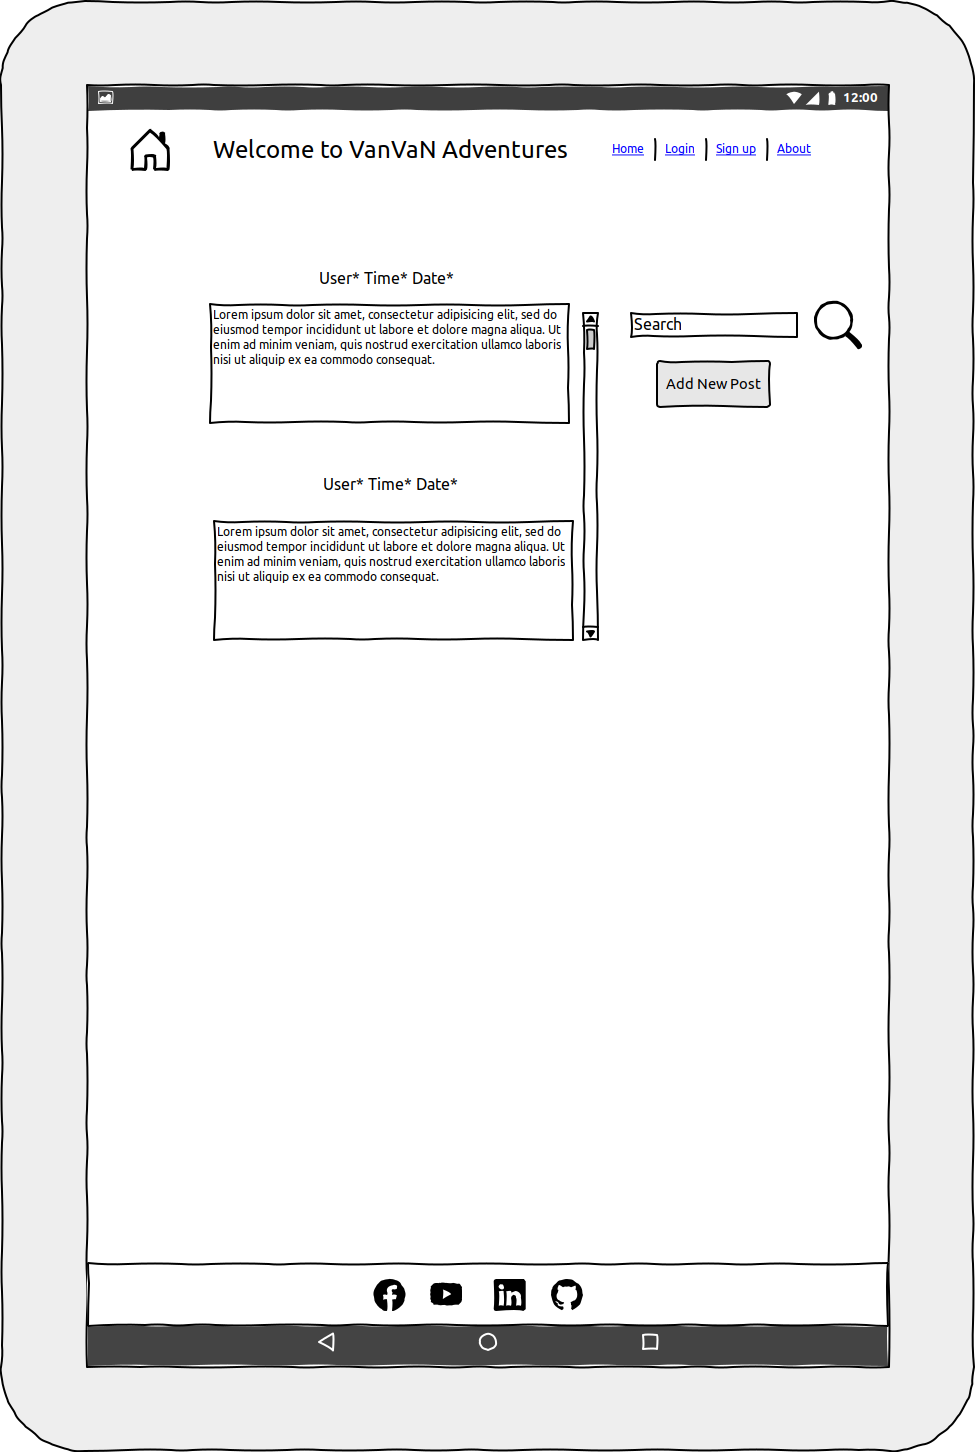 12:00
Welcome to VanVaN Adventures
Home | Login | Sign up | About
User* Time* Date*
Lorem ipsum dolor sit amet, consectetur adipisicing elit, sed do
eiusmod tempor incididunt ut labore et dolore magna aliqua. Ut
enim ad minim veniam, quis nostrud exercitation ullamco laboris
nisi ut aliquip ex ea commodo consequat.
Search
Add New Post
User* Time* Date*
Lorem ipsum dolor sit amet, consectetur adipisicing elit, sed do
eiusmod tempor incididunt ut labore et dolore magna aliqua. Ut
enim ad minim veniam, quis nostrud exercitation ullamco laboris
nisi ut aliquip ex ea commodo consequat.